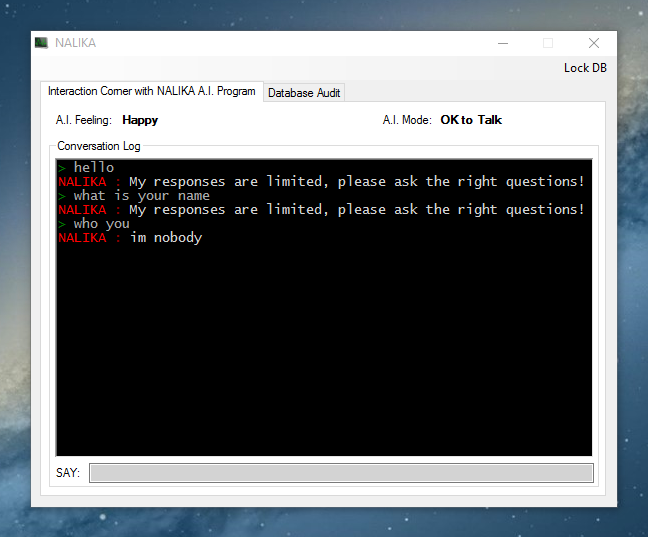 NALIKA
Lock DB
Interaction Corner with NALIKA A.I. Program Database Audit
A.I. Feeling: Happy A.I. Mode: OK to Talk
Conversation Log
> hello
NALIKA : My responses are limited, please ask the right questions!
> what is your name
NALIKA : My responses are limited, please ask the right questions!
> who you
NALIKA : im nobody
SAY: